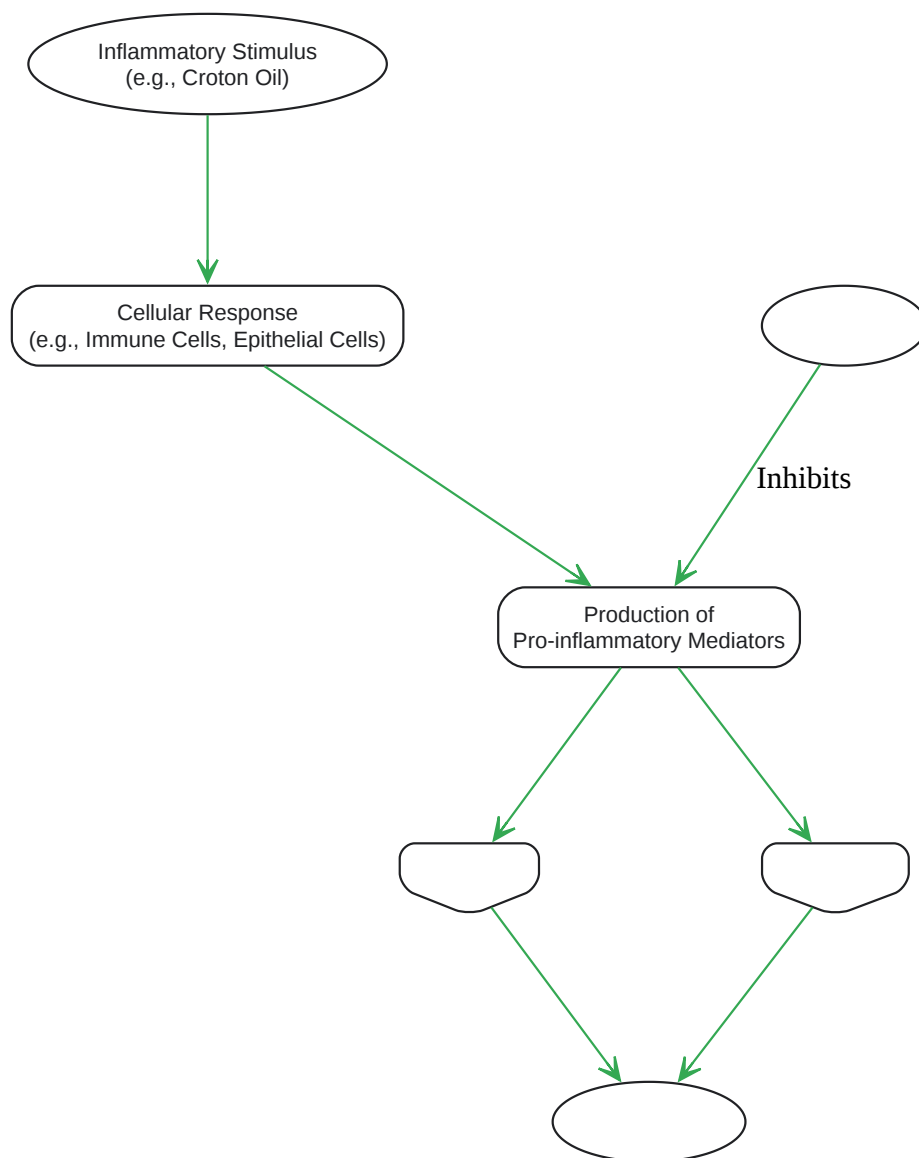 Inflammatory Stimulus
(e.g., Croton Oil)
Cellular Response
(e.g., Immune Cells, Epithelial Cells)
Inhibits
Production of
Pro-inflammatory Mediators